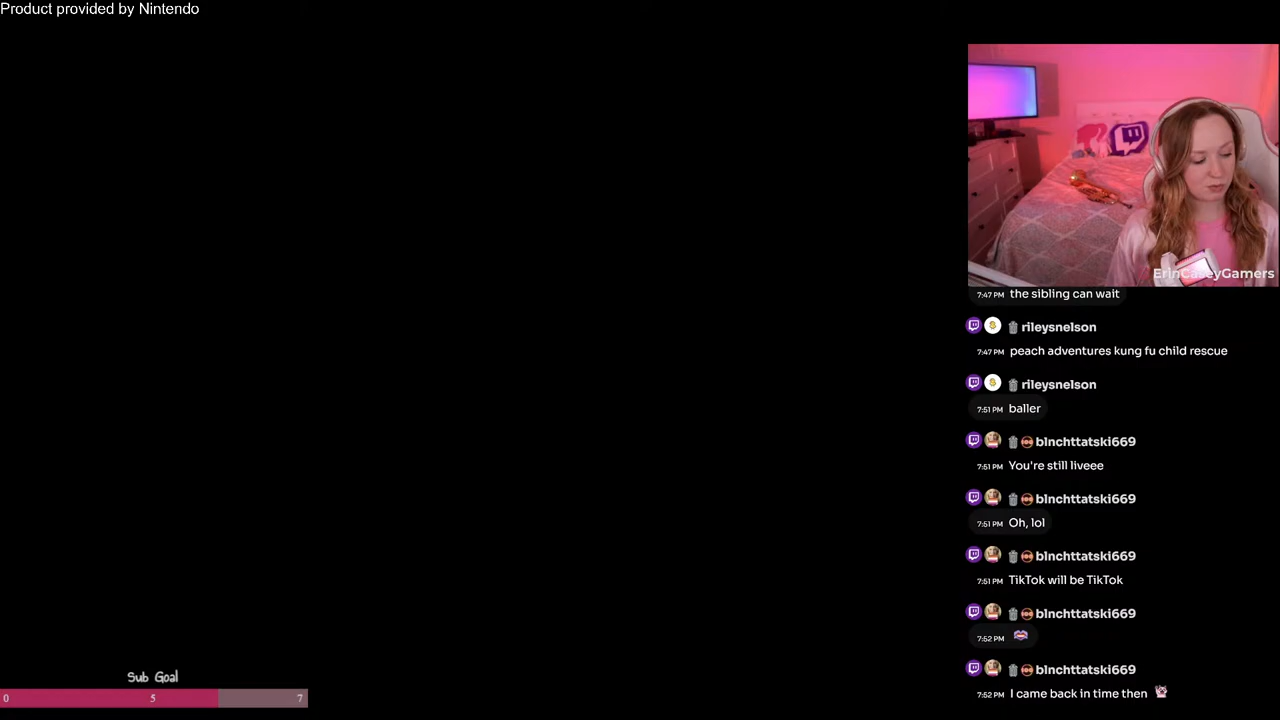 Product provided by Nintendo
ErinCaseyGamers
7:47 PM the sibling can wait
rileysnelson
7:47 PM peach adventures kung fu child rescue
rileysnelson
7:51 PM baller
blnchttatski669
7:51 PM You're still liveee
blnchttatski669
7:51 PM Oh, lol
blnchttatski669
7:51 PM TikTok will be TikTok
blnchttatski669
7:52 PM
blnchttatski669
7:52 PM I came back in time then
Sub Goal
0 5 7